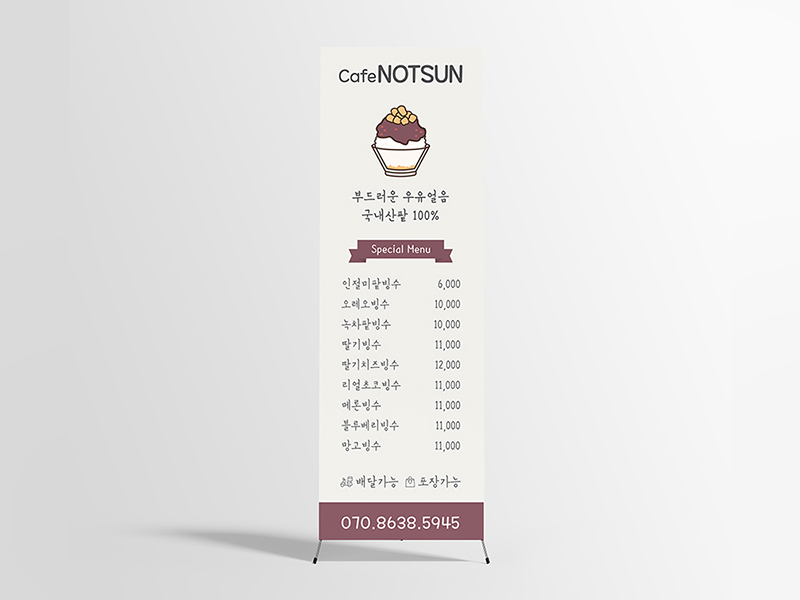 Cafe NOTSUN
부드러운 우유얼음
국내산팥 100%
Special Menu
인절미팥빙수 6,000
오레오빙수 10,000
녹차팥빙수 10,000
딸기빙수 11,000
딸기치즈빙수 12,000
리얼초코빙수 11,000
메론빙수 11,000
블루베리빙수 11,000
망고빙수 11,000
배달가능 포장가능
070.8638.5945